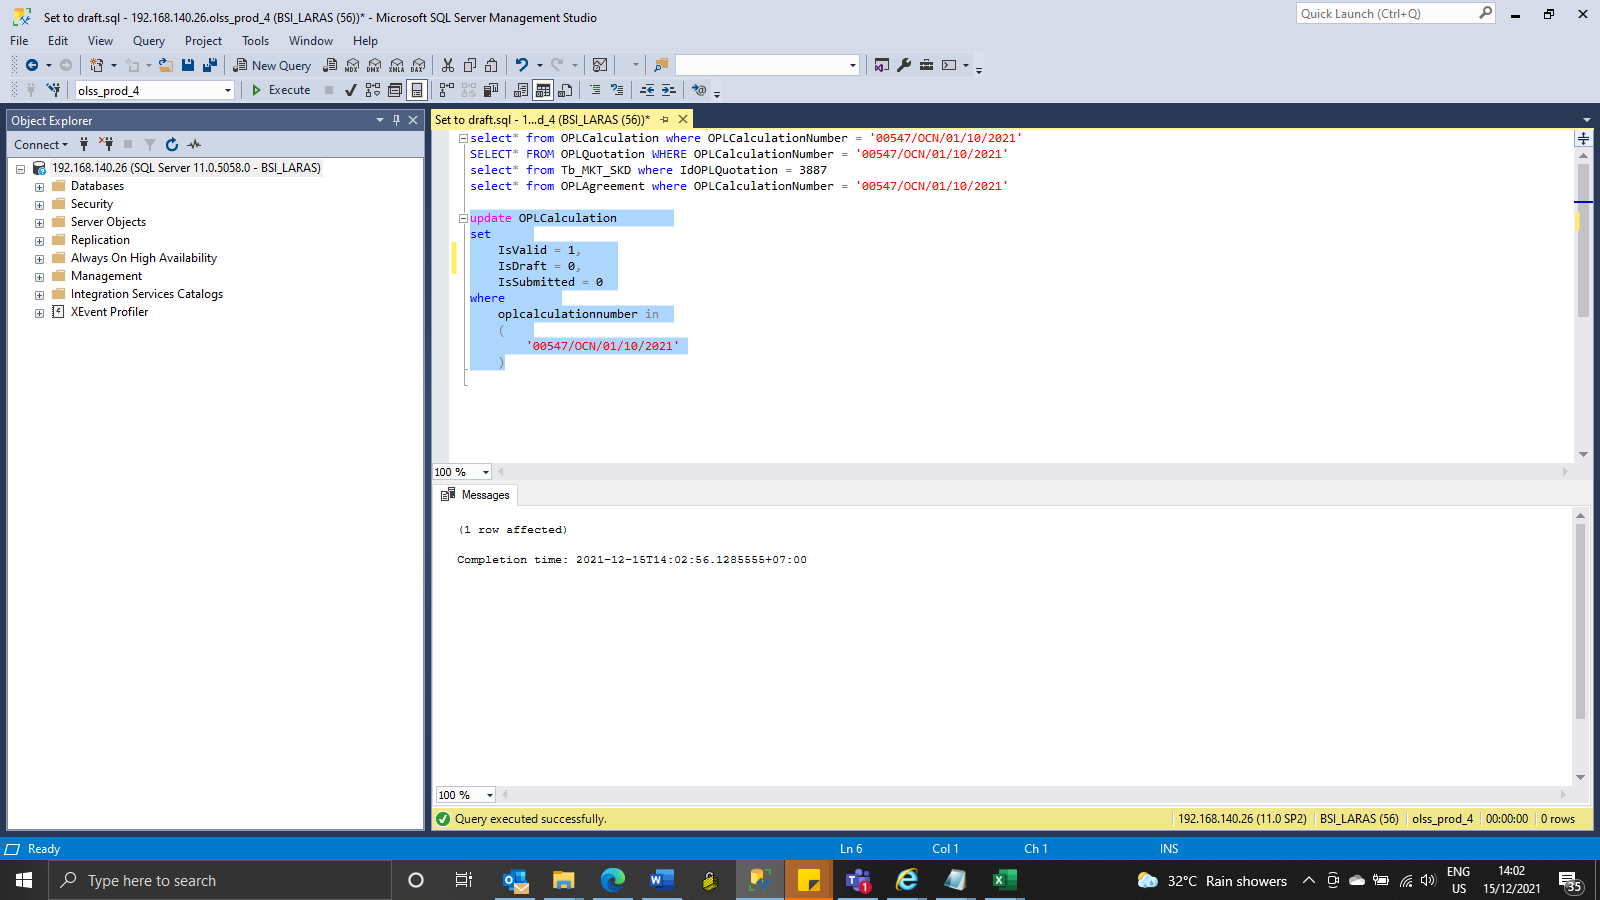 Set to draft.sql - 192.168.140.26.olss_prod_4 (BSI_LARAS (56))* - Microsoft SQL Server Management Studio
Quick Launch (Ctrl+Q)
File Edit View Query Project Tools Window Help
New Query
MDX DMX XMLA DAX
olss_prod_4
Execute
Object Explorer
Connect
192.168.140.26 (SQL Server 11.0.5058.0 - BSI_LARAS)
Databases
Security
Server Objects
Replication
Always On High Availability
Management
Integration Services Catalogs
XEvent Profiler
Set to draft.sql - 1...d_4 (BSI_LARAS (56))*
select* from OPLCalculation where OPLCalculationNumber = '00547/OCN/01/10/2021'
SELECT* FROM OPLQuotation WHERE OPLCalculationNumber = '00547/OCN/01/10/2021'
select* from Tb_MKT_SKD where IdOPLQuotation = 3887
select* from OPLAgreement where OPLCalculationNumber = '00547/OCN/01/10/2021'
update OPLCalculation
set
IsValid = 1,
IsDraft = 0,
IsSubmitted = 0
where
oplcalculationnumber in
(
'00547/OCN/01/10/2021'
)
100 %
Messages
(1 row affected)
Completion time: 2021-12-15T14:02:56.1285555+07:00
100 %
Query executed successfully.
192.168.140.26 (11.0 SP2) BSI_LARAS (56) olss_prod_4 00:00:00 0 rows
Ready
Ln 6 Col 1 Ch 1 INS
Type here to search
1
32°C Rain showers
ENG
US
14:02
15/12/2021
35